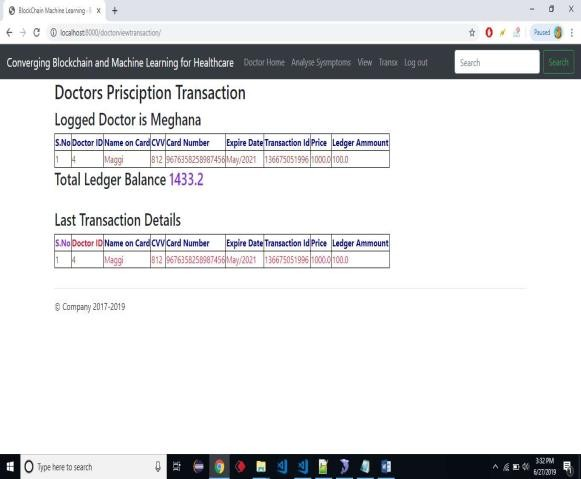 BlockChain Machine Learning - B
localhost:8000/doctorviewtransaction/
Paused
Converging Blockchain and Machine Learning for Healthcare Doctor Home Analyse Sysmptoms View Transx Log out Search Search
Doctors Prisciption Transaction
Logged Doctor is Meghana
S.No Doctor ID Name on Card CVV Card Number Expire Date Transaction Id Price Ledger Ammount
1 4 Maggi 812 9676358258987456 May/2021 136675051996 1000.0 100.0
Total Ledger Balance 1433.2
Last Transaction Details
S.No Doctor ID Name on Card CVV Card Number Expire Date Transaction Id Price Ledger Ammount
1 4 Maggi 812 9676358258987456 May/2021 136675051996 1000.0 100.0
© Company 2017-2019
Type here to search
3:32 PM
6/27/2019